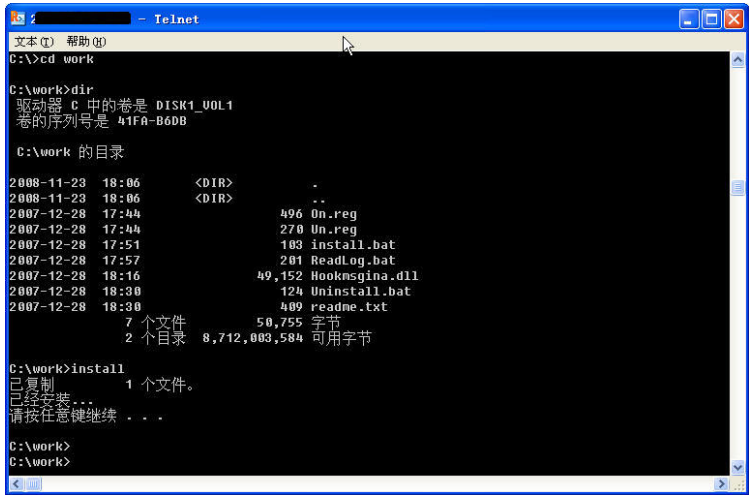 2 - Telnet
文本(T) 帮助(H)
C:\>cd work
C:\work>dir
驱动器 C 中的卷是 DISK1_VOL1
卷的序列号是 41FA-B6DB
C:\work 的目录
2008-11-23 18:06 <DIR> .
2008-11-23 18:06 <DIR> ..
2007-12-28 17:44 496 On.reg
2007-12-28 17:44 270 Un.reg
2007-12-28 17:51 103 install.bat
2007-12-28 17:57 201 ReadLog.bat
2007-12-28 18:16 49,152 Hookmsgina.dll
2007-12-28 18:30 124 Uninstall.bat
2007-12-28 18:30 409 readme.txt
7 个文件 50,755 字节
2 个目录 8,712,003,584 可用字节
C:\work>install
已复制 1 个文件。
已经安装...
请按任意键继续 . . .
C:\work>
C:\work>